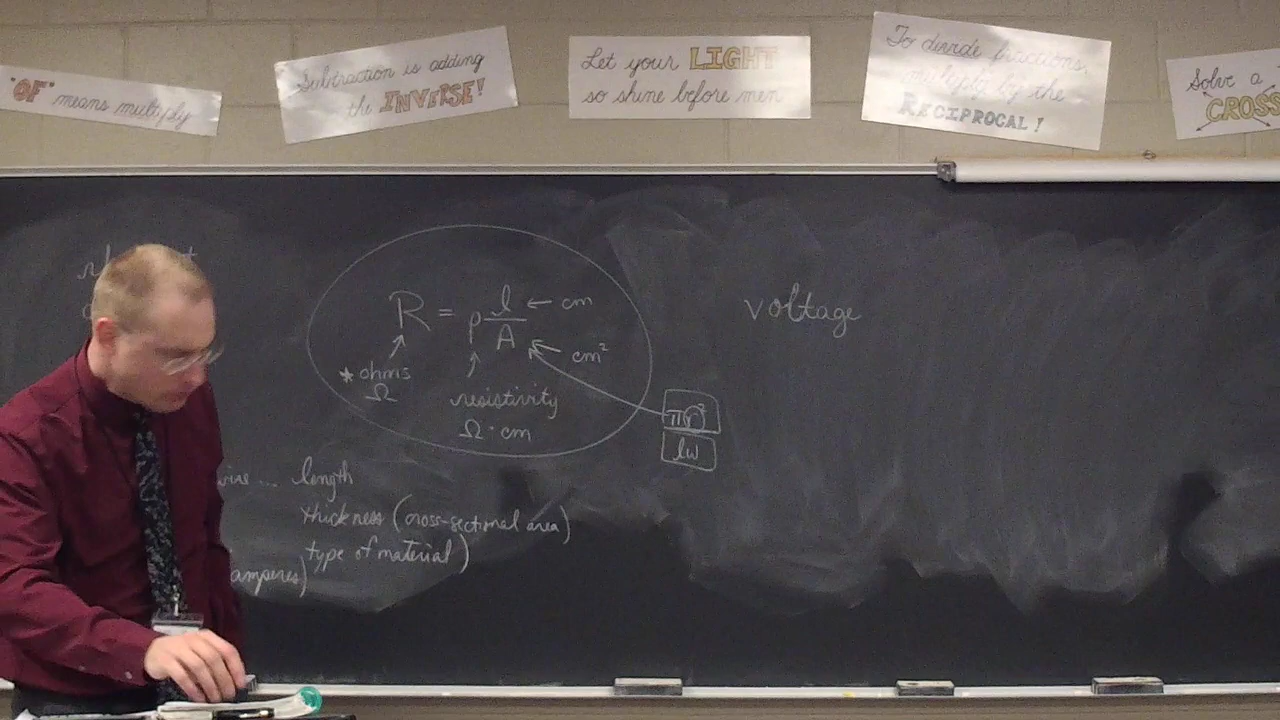 "OF" means multiply
Subtraction is adding
the INVERSE!
Let your LIGHT
so shine before men
To divide fractions,
multiply by the
RECIPROCAL!
Solve a
CROSS
R = ρ l/A ← cm
cm²
* ohms
Ω
resistivity
Ω · cm
πr²
lw
voltage
wire ... length
thickness (cross-sectional area)
type of material)
amperes)